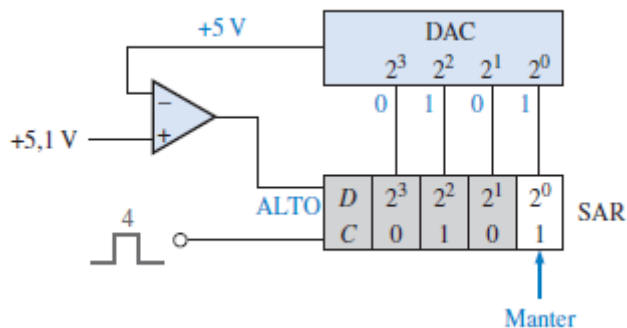 +5 V
DAC
2³ 2² 2¹ 2⁰
0 1 0 1
−
+5,1 V +
ALTO D 2³ 2² 2¹ 2⁰ SAR
4
C 0 1 0 1
Manter